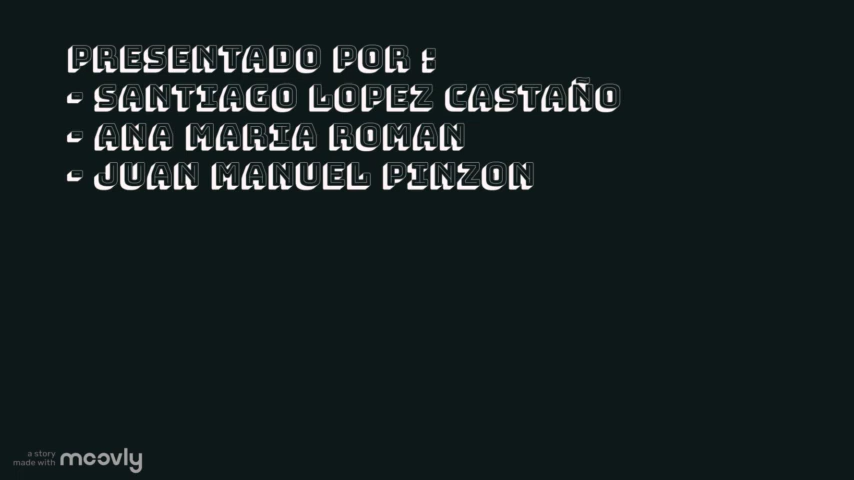 PRESENTADO POR :
- SANTIAGO LOPEZ CASTAÑO
- ANA MARIA ROMAN
- JUAN MANUEL PINZON
a story
made with moovly